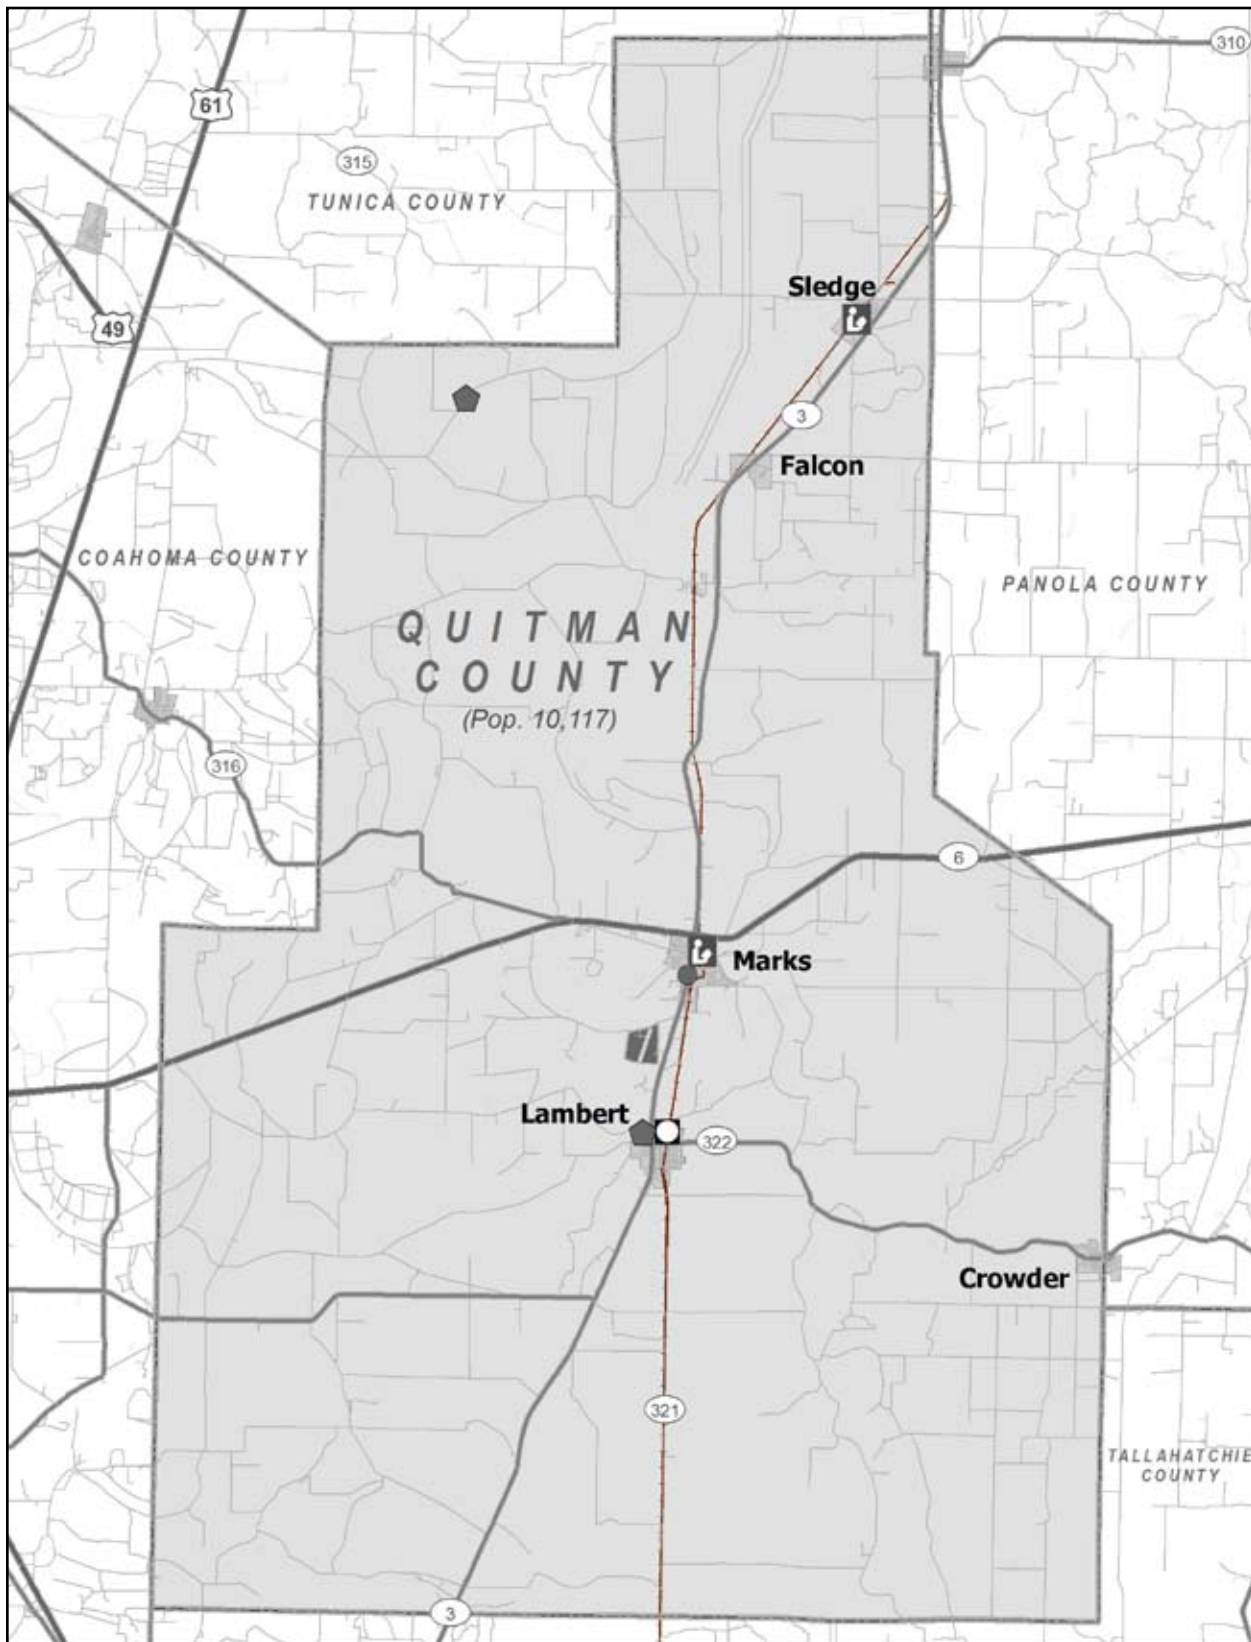 310
61
315
TUNICA COUNTY
Sledge
49
3
Falcon
COAHOMA COUNTY
PANOLA COUNTY
QUITMAN
COUNTY
(Pop. 10,117)
316
6
Marks
Lambert
322
Crowder
321
TALLAHATCHIE
COUNTY
3